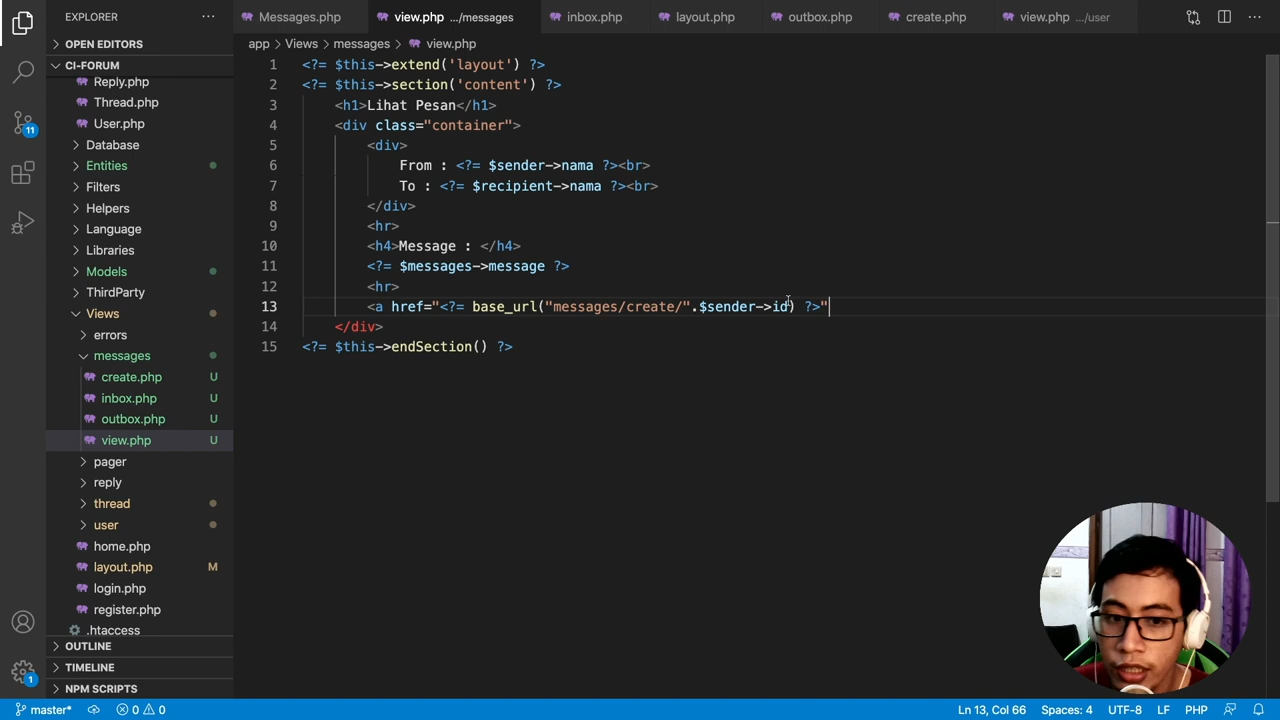 EXPLORER
Messages.php
view.php .../messages
inbox.php
layout.php
outbox.php
create.php
view.php .../user
OPEN EDITORS
CI-FORUM
Reply.php
Thread.php
User.php
Database
Entities
Filters
Helpers
Language
Libraries
Models
ThirdParty
Views
errors
messages
create.php U
inbox.php U
outbox.php U
view.php U
pager
reply
thread
user
home.php
layout.php M
login.php
register.php
.htaccess
OUTLINE
TIMELINE
NPM SCRIPTS
11
1
app > Views > messages > view.php
1 <?= $this->extend('layout') ?>
2 <?= $this->section('content') ?>
3 <h1>Lihat Pesan</h1>
4 <div class="container">
5 <div>
6 From : <?= $sender->nama ?><br>
7 To : <?= $recipient->nama ?><br>
8 </div>
9 <hr>
10 <h4>Message : </h4>
11 <?= $messages->message ?>
12 <hr>
13 <a href="<?= base_url("messages/create/".$sender->id) ?>"
14 </div>
15 <?= $this->endSection() ?>
master* 0 0 Ln 13, Col 66 Spaces: 4 UTF-8 LF PHP